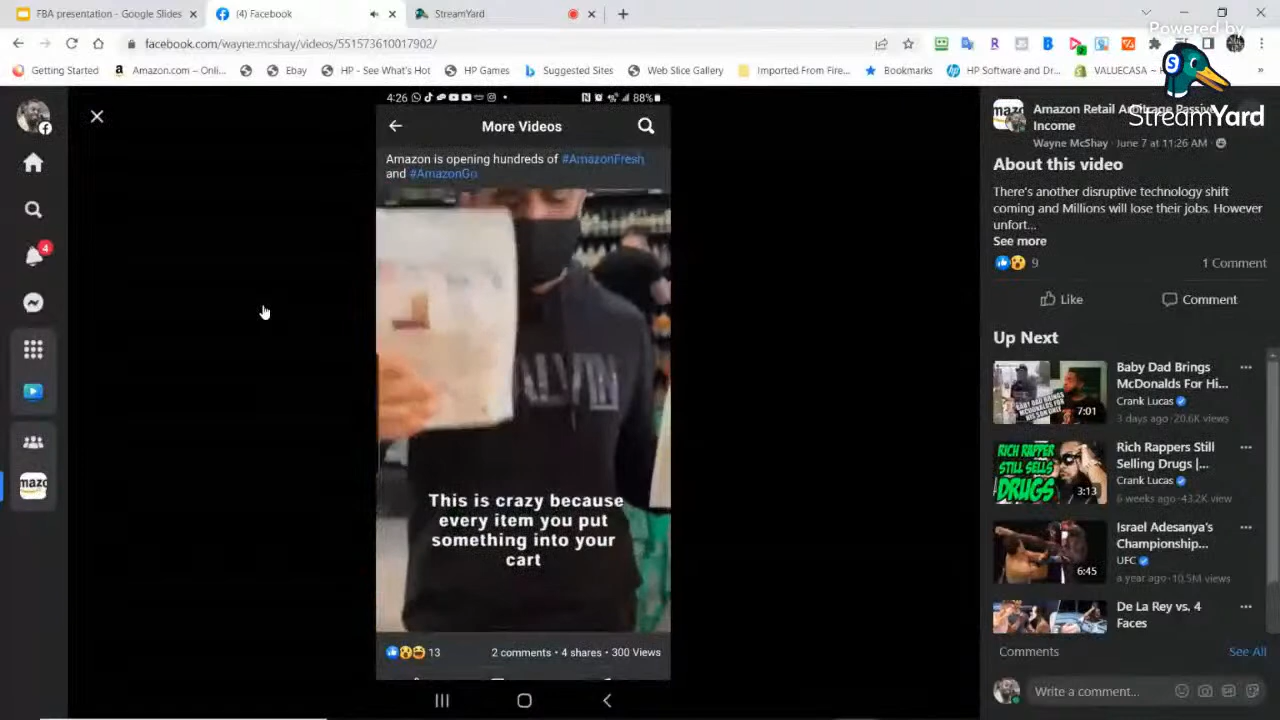 FBA presentation - Google Slides
(4) Facebook
StreamYard
facebook.com/wayne.mcshay/videos/551573610017902/
Powered by
StreamYard
Getting Started
Amazon.com – Onli...
Ebay
HP - See What's Hot
HP Games
Suggested Sites
Web Slice Gallery
Imported From Fire...
Bookmarks
HP Software and Dr...
VALUECASA –
4:26
88%
More Videos
Amazon is opening hundreds of #AmazonFresh
and #AmazonGo
This is crazy because
every item you put
something into your
cart
13
2 comments • 4 shares • 300 Views
4
amazo
Amazon Retail Arbitrage Passive
Income
Wayne McShay · June 7 at 11:26 AM ·
About this video
There's another disruptive technology shift
coming and Millions will lose their jobs. However
unfort...
See more
9
1 Comment
Like
Comment
Up Next
Baby Dad Brings
McDonalds For Hi...
Crank Lucas
3 days ago · 20.6K views
7:01
Rich Rappers Still
Selling Drugs |...
Crank Lucas
6 weeks ago · 43.2K views
RICH RAPPER
STILL SELLS
DRUGS
3:13
Israel Adesanya's
Championship...
UFC
a year ago · 10.5M views
6:45
De La Rey vs. 4
Faces
Comments
See All
Write a comment...